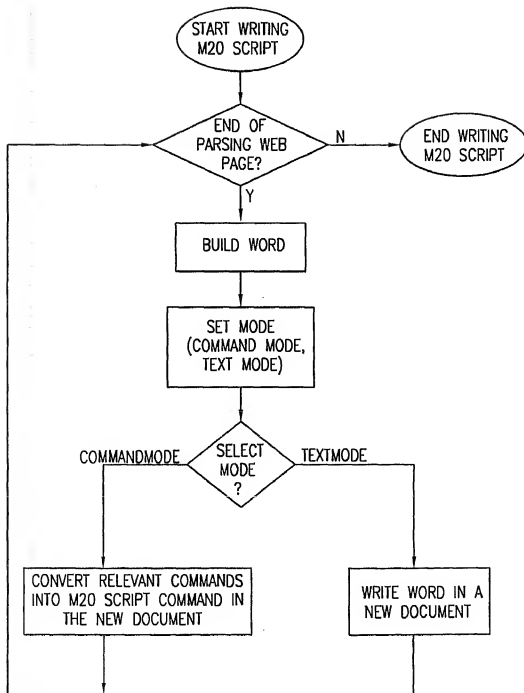 START WRITING
M20 SCRIPT
END OF
PARSING WEB
PAGE?
N
END WRITING
M20 SCRIPT
Y
BUILD WORD
SET MODE
(COMMAND MODE,
TEXT MODE)
COMMANDMODE
SELECT
MODE
?
TEXTMODE
CONVERT RELEVANT COMMANDS
INTO M20 SCRIPT COMMAND IN
THE NEW DOCUMENT
WRITE WORD IN A
NEW DOCUMENT